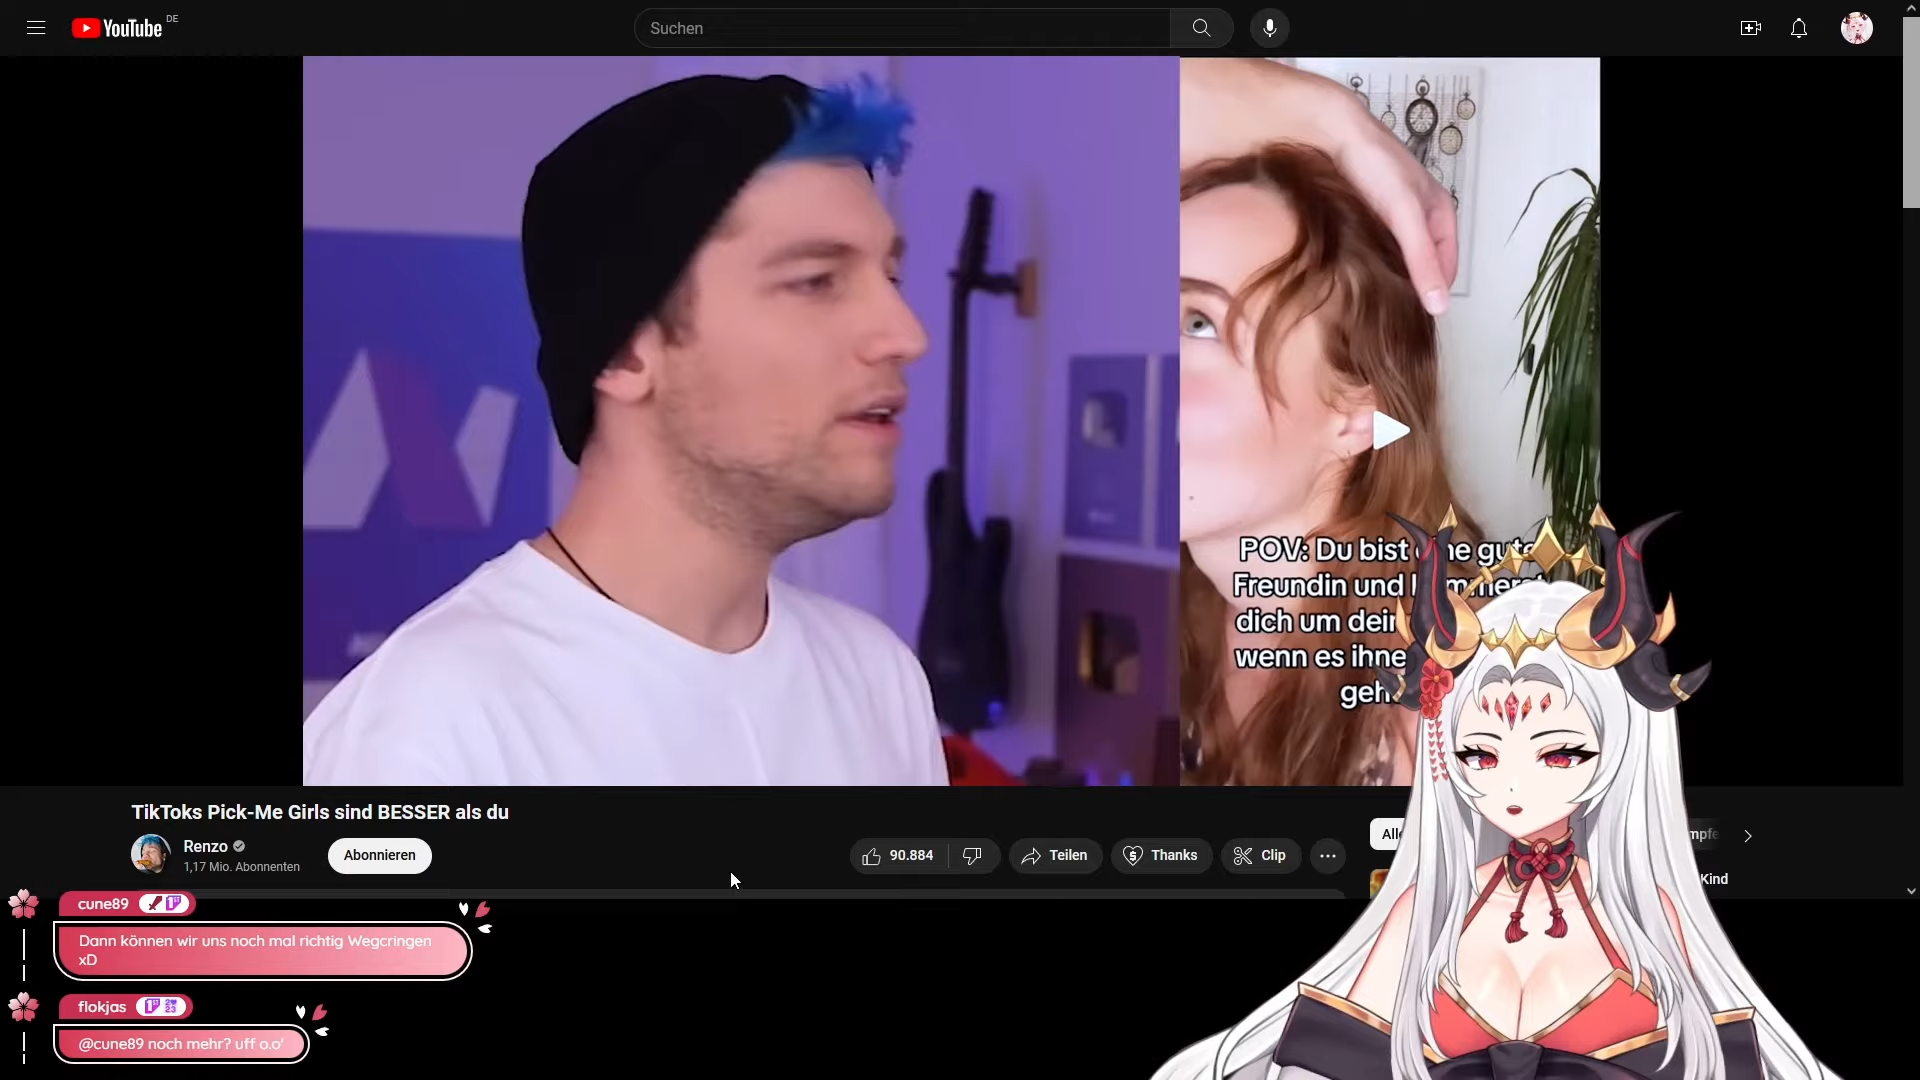 YouTube DE
Suchen
POV: Du bist gute
Freundin und
dich um
wenn es ihne
geh
TikToks Pick-Me Girls sind BESSER als du
Renzo
1,17 Mio. Abonnenten
Abonnieren
90.884
Teilen
Thanks
Clip
Alle
Kind
cune89
Dann können wir uns noch mal richtig Wegcringen
xD
flokjas
@cune89 noch mehr? uff o.o'